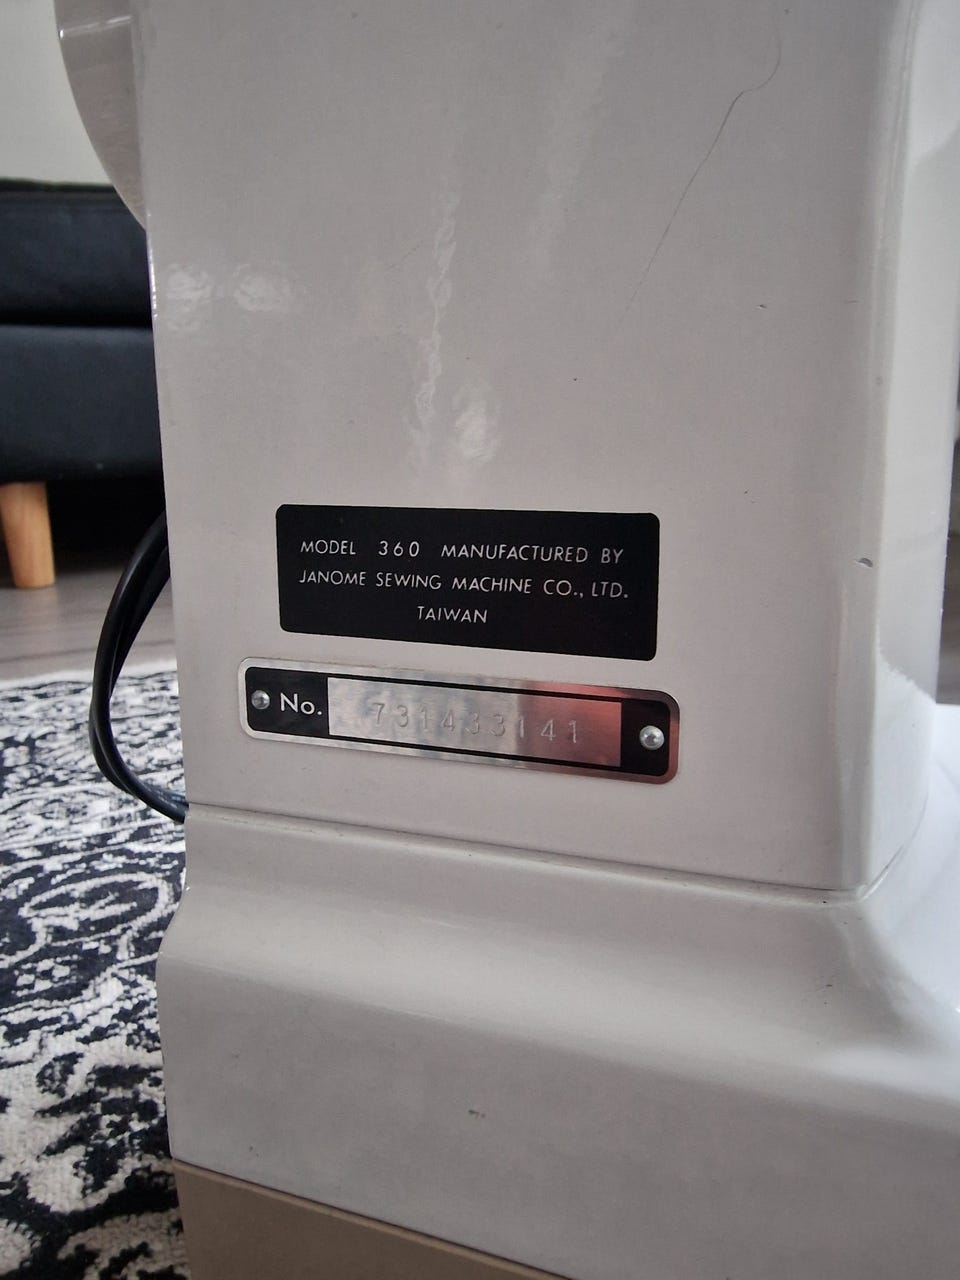 MODEL 360 MANUFACTURED BY
JANOME SEWING MACHINE CO., LTD.
TAIWAN
No. 731433141